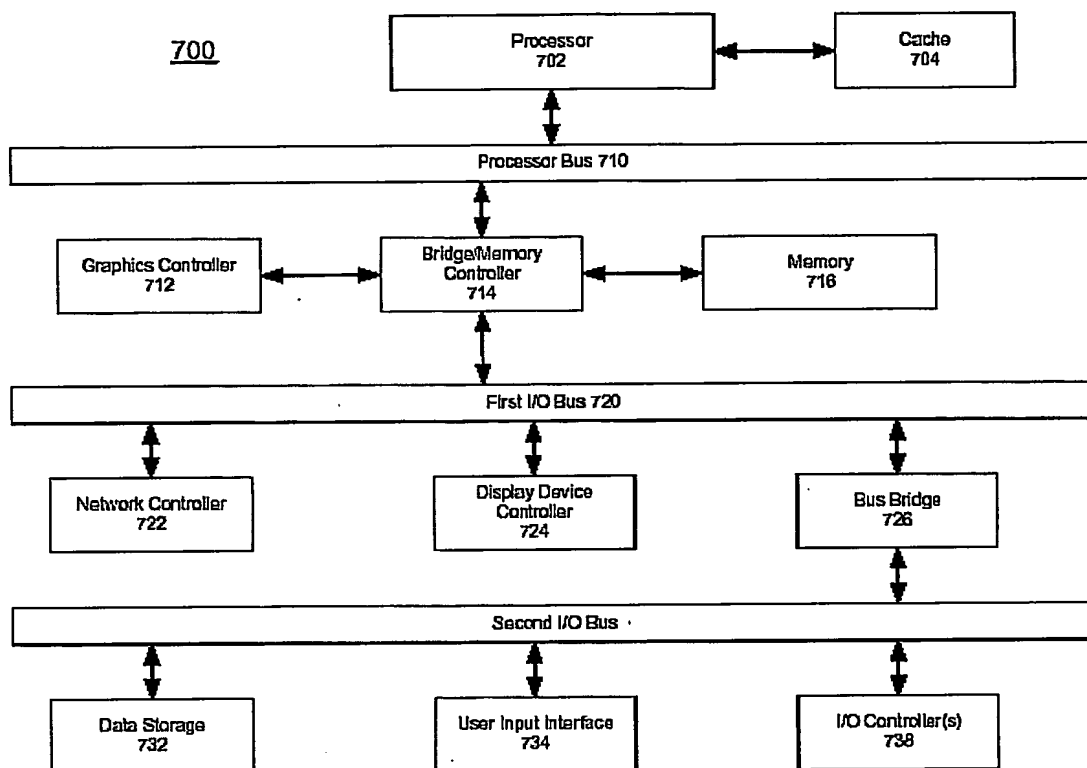 700
Processor
702
Cache
704
Processor Bus 710
Graphics Controller
712
Bridge/Memory
Controller
714
Memory
716
First I/O Bus 720
Network Controller
722
Display Device
Controller
724
Bus Bridge
726
Second I/O Bus
Data Storage
732
User Input Interface
734
I/O Controller(s)
738